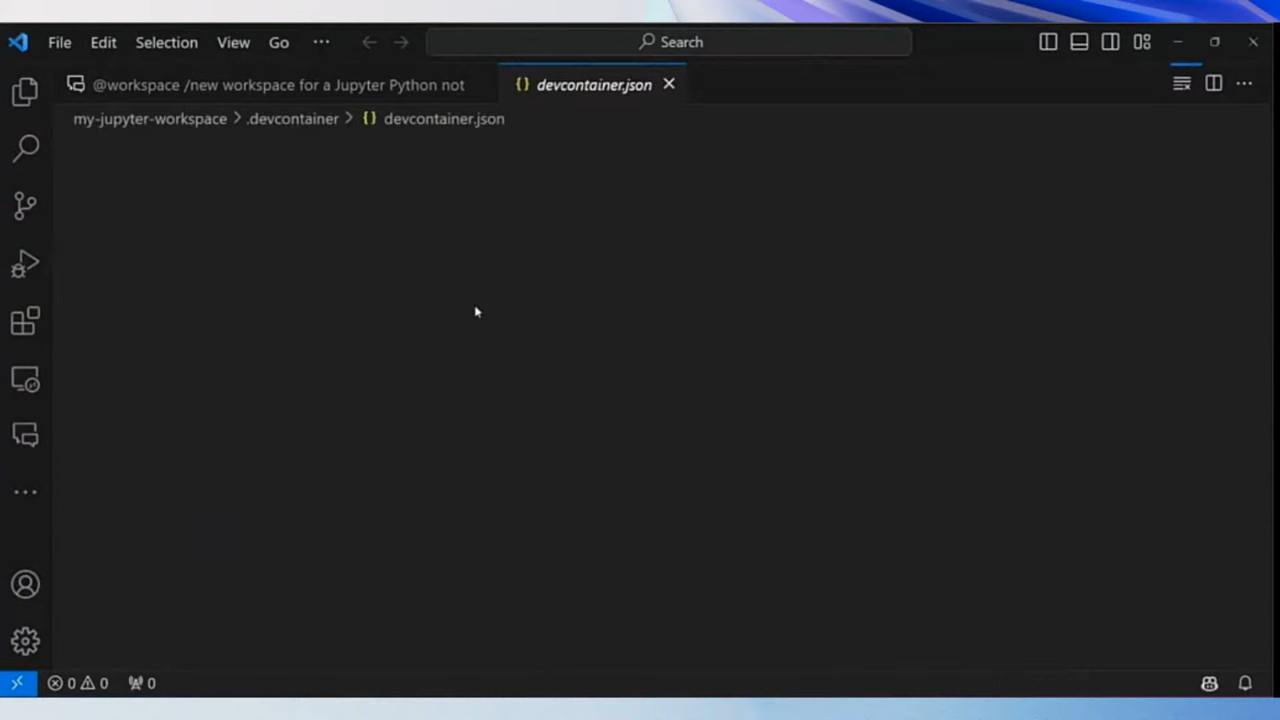 File Edit Selection View Go ··· Search
@workspace /new workspace for a Jupyter Python not {} devcontainer.json
my-jupyter-workspace > .devcontainer > {} devcontainer.json
0 0 0